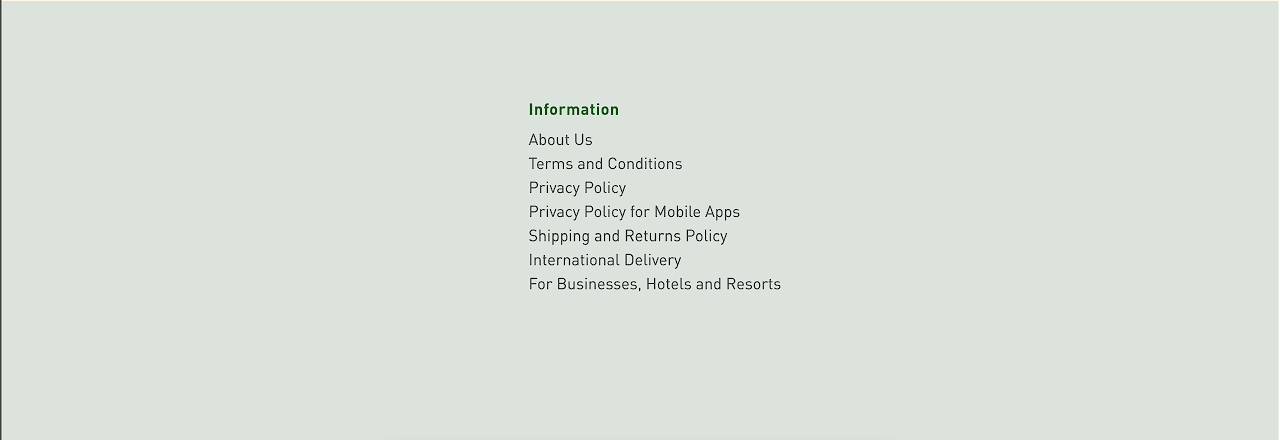 Information
About Us
Terms and Conditions
Privacy Policy
Privacy Policy for Mobile Apps
Shipping and Returns Policy
International Delivery
For Businesses, Hotels and Resorts